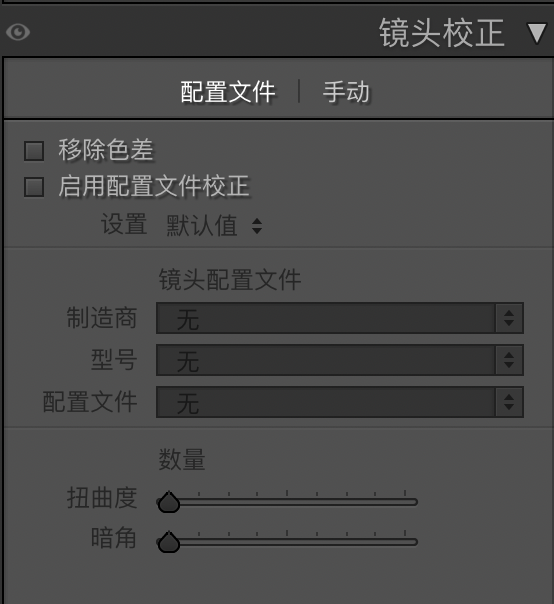 镜头校正
配置文件 | 手动
移除色差
启用配置文件校正
设置 默认值
镜头配置文件
制造商 无
型号 无
配置文件 无
数量
扭曲度
暗角